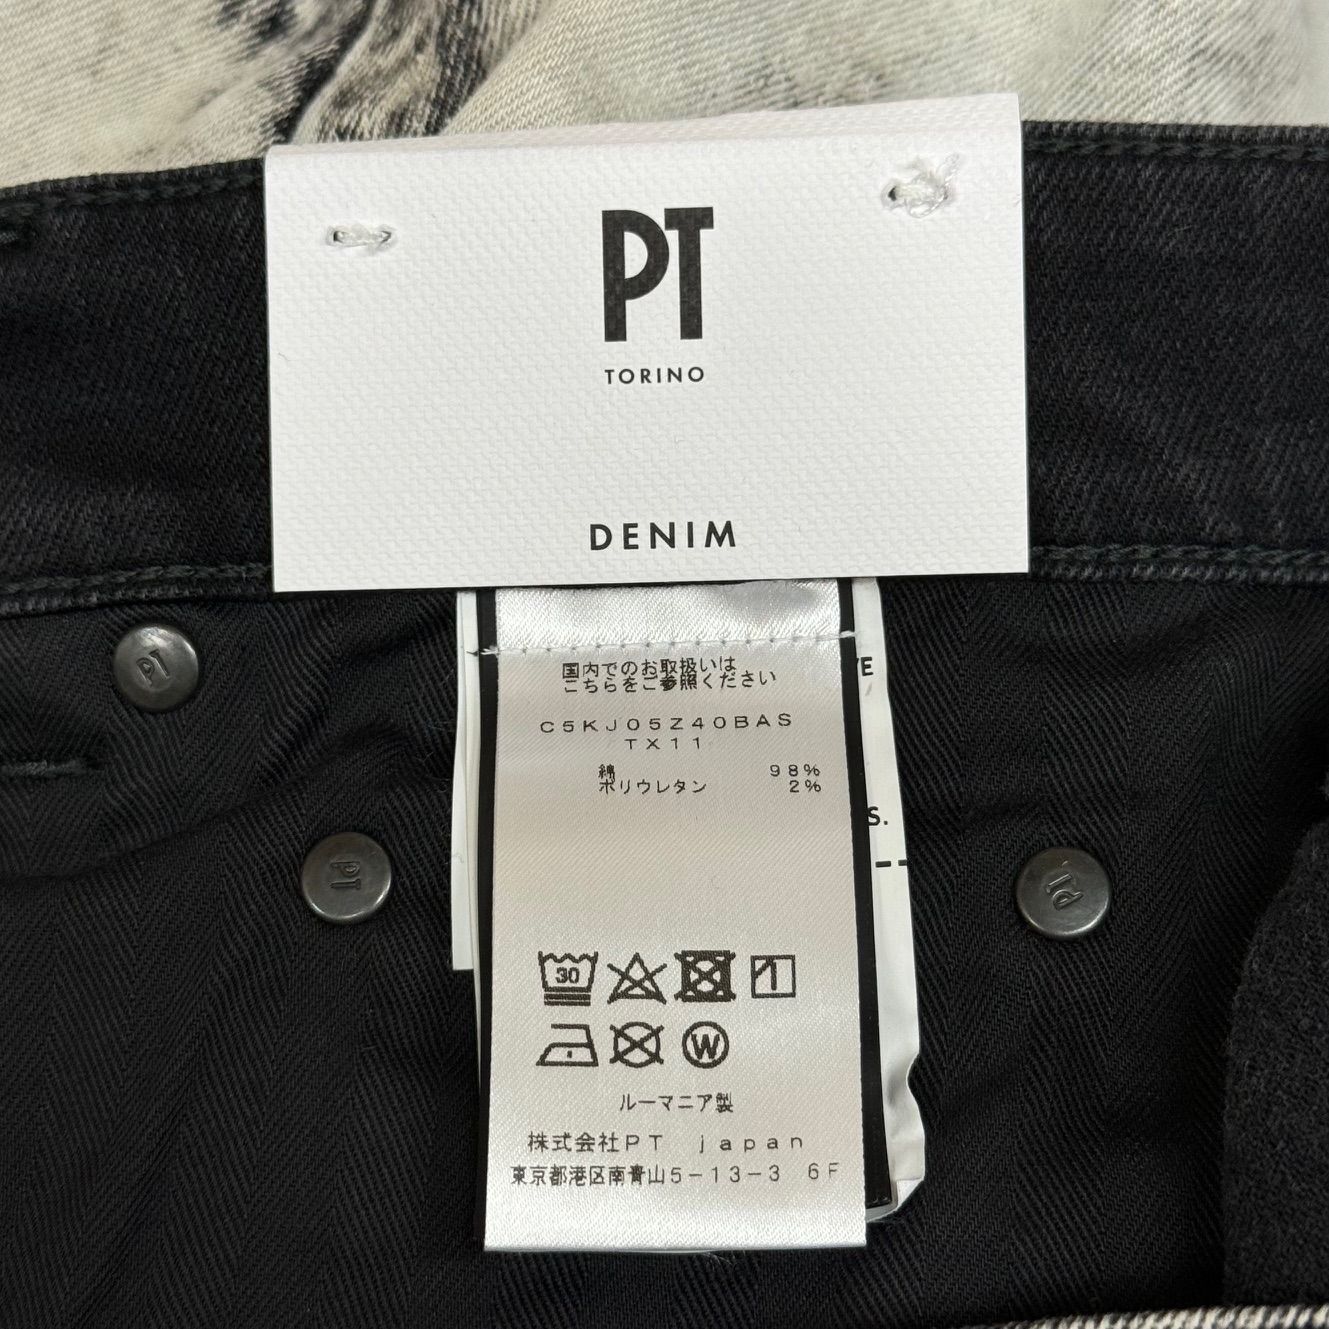 PT
TORINO
DENIM
国内でのお取扱いは
こちらをご参照ください
C5KJ05Z40BAS
TX11
綿 98%
ポリウレタン 2%
30
W
ルーマニア製
株式会社PT japan
東京都港区南青山5-13-3 6F
PT
PT
PT